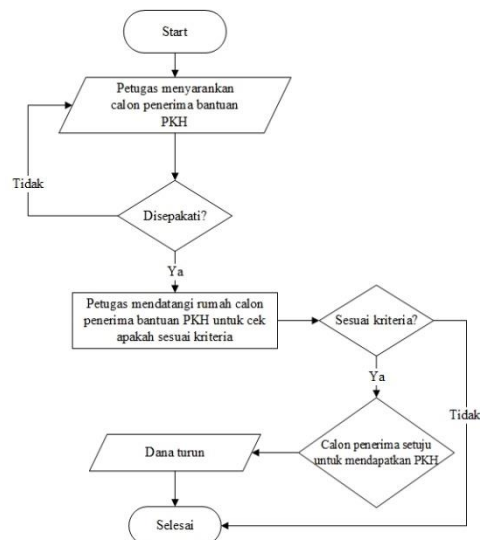 Start
Petugas menyarankan
calon penerima bantuan
PKH
Tidak
Disepakati?
Ya
Petugas mendatangi rumah calon
penerima bantuan PKH untuk cek
apakah sesuai kriteria
Sesuai kriteria?
Ya
Tidak
Calon penerima setuju
untuk mendapatkan PKH
Dana turun
Selesai